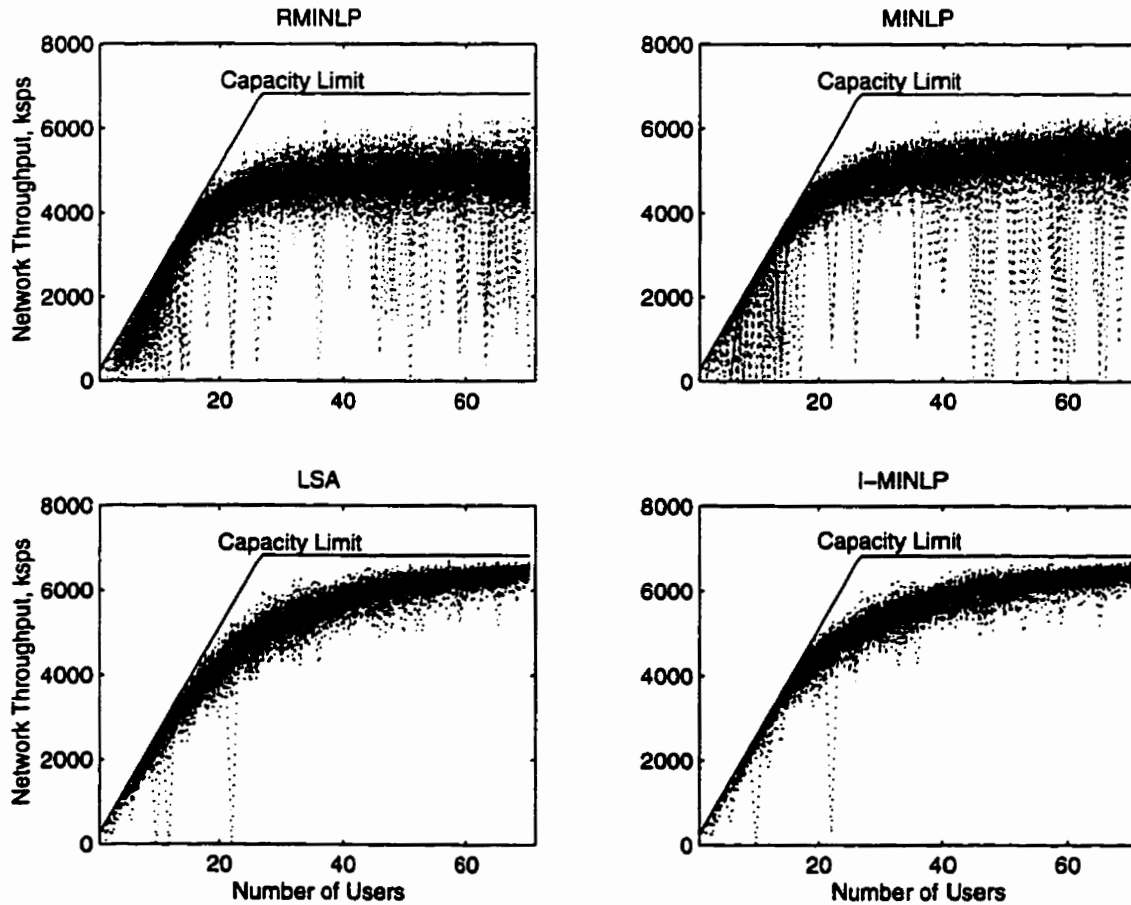 RMINLP
MINLP
8000
6000
4000
2000
0
Network Throughput, ksps
Capacity Limit
20
40
60
8000
6000
4000
2000
0
Capacity Limit
20
40
60
LSA
I-MINLP
8000
6000
4000
2000
0
Network Throughput, ksps
Capacity Limit
20
40
60
Number of Users
8000
6000
4000
2000
0
Capacity Limit
20
40
60
Number of Users